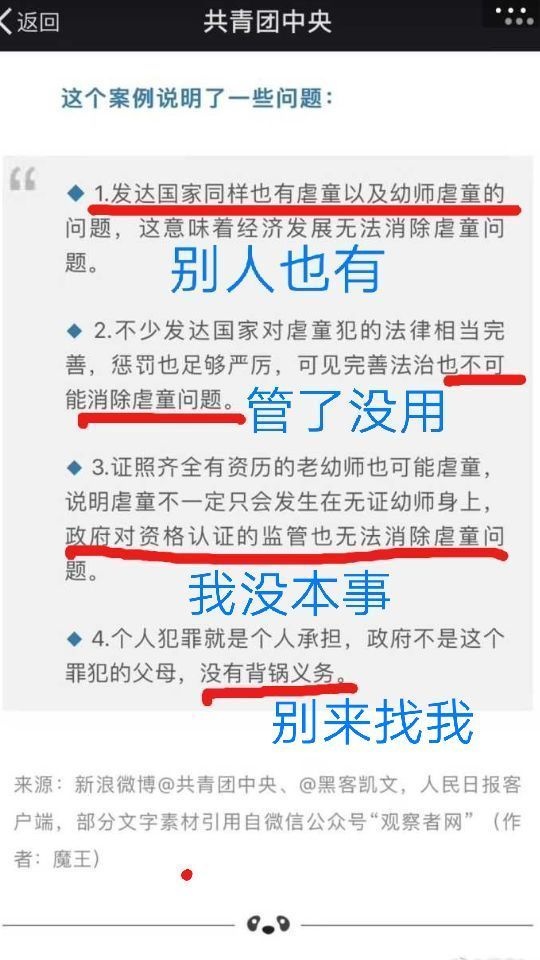 返回
共青团中央
这个案例说明了一些问题：
◆ 1.发达国家同样也有虐童以及幼师虐童的
问题，这意味着经济发展无法消除虐童问
题。
别人也有
◆ 2.不少发达国家对虐童犯的法律相当完
善，惩罚也足够严厉，可见完善法治也不可
能消除虐童问题。
管了没用
◆ 3.证照齐全有资历的老幼师也可能虐童，
说明虐童不一定只会发生在无证幼师身上，
政府对资格认证的监管也无法消除虐童问
题。
我没本事
◆ 4.个人犯罪就是个人承担，政府不是这个
罪犯的父母，没有背锅义务。
别来找我
来源：新浪微博@共青团中央、@黑客凯文，人民日报客
户端，部分文字素材引用自微信公众号“观察者网”（作
者：魔王）